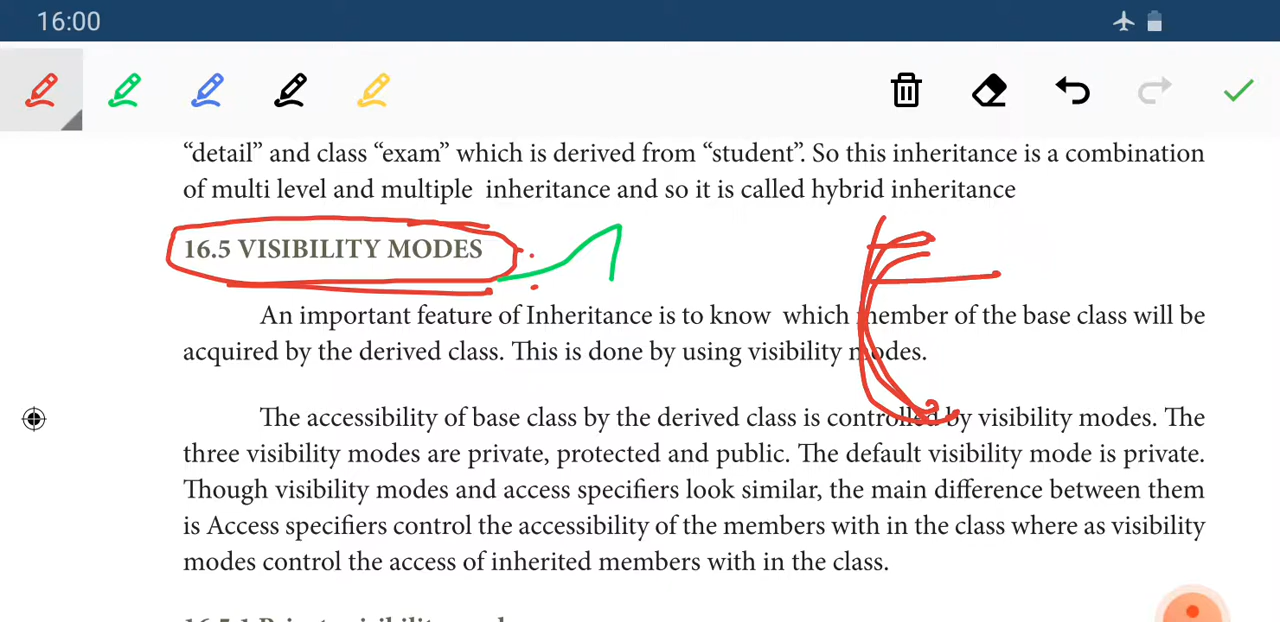 16:00
“detail” and class “exam” which is derived from “student”. So this inheritance is a combination
of multi level and multiple inheritance and so it is called hybrid inheritance
16.5 VISIBILITY MODES
An important feature of Inheritance is to know which member of the base class will be
acquired by the derived class. This is done by using visibility modes.
The accessibility of base class by the derived class is controlled by visibility modes. The
three visibility modes are private, protected and public. The default visibility mode is private.
Though visibility modes and access specifiers look similar, the main difference between them
is Access specifiers control the accessibility of the members with in the class where as visibility
modes control the access of inherited members with in the class.